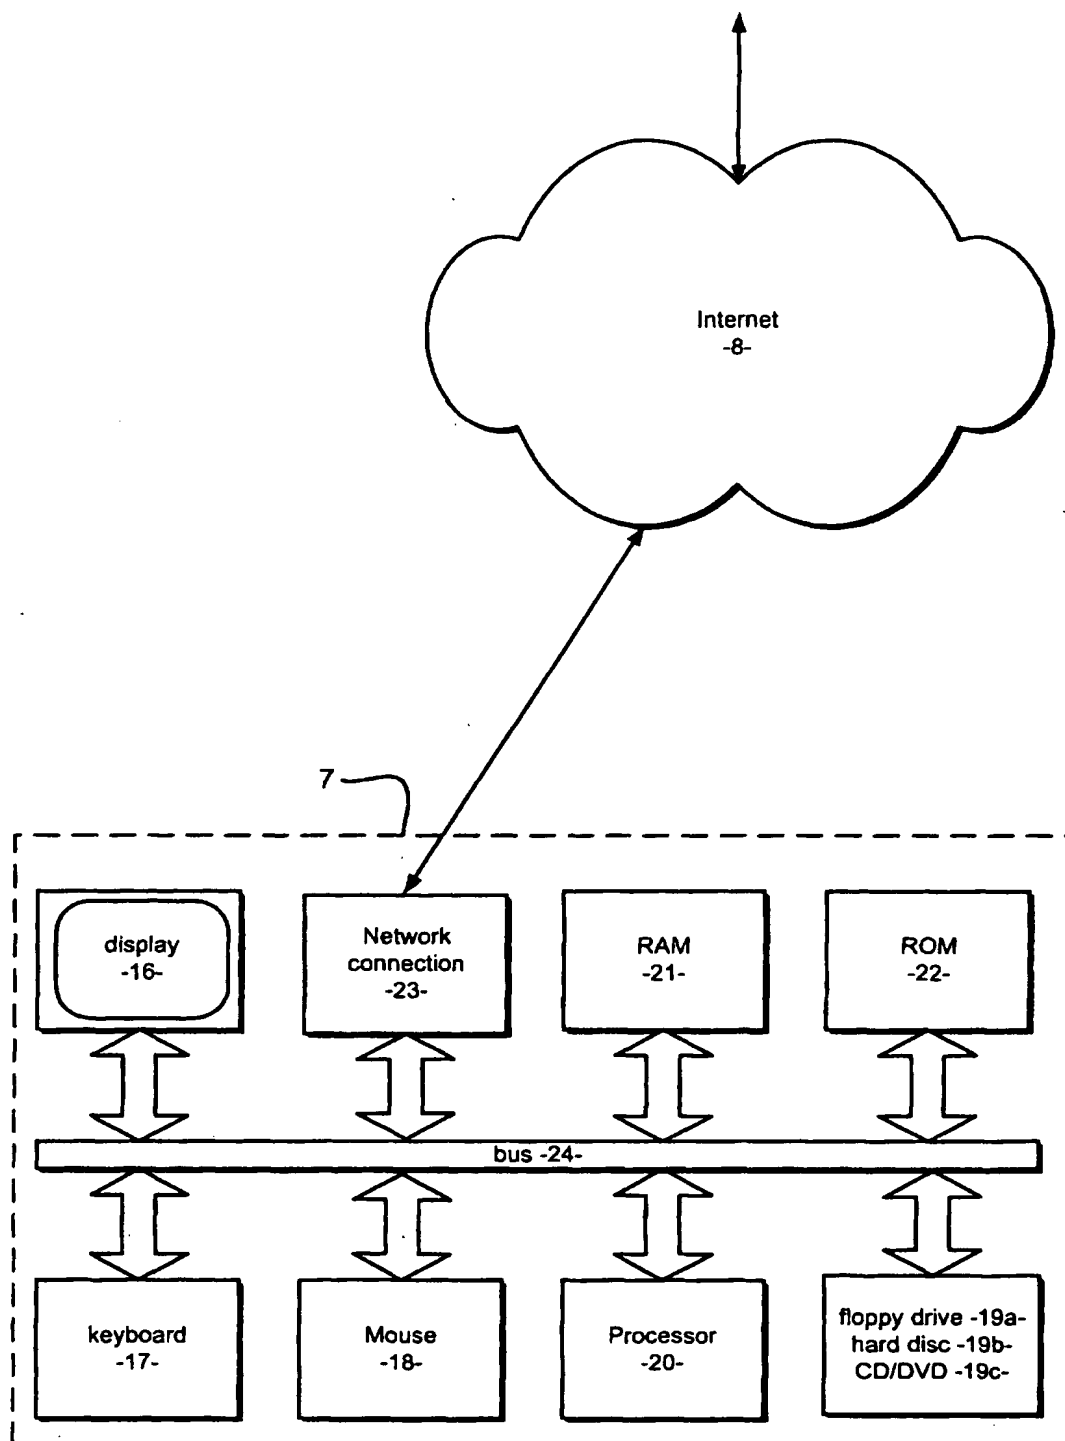 Internet
-8-
7
display
-16-
Network
connection
-23-
RAM
-21-
ROM
-22-
bus -24-
keyboard
-17-
Mouse
-18-
Processor
-20-
floppy drive -19a-
hard disc -19b-
CD/DVD -19c-